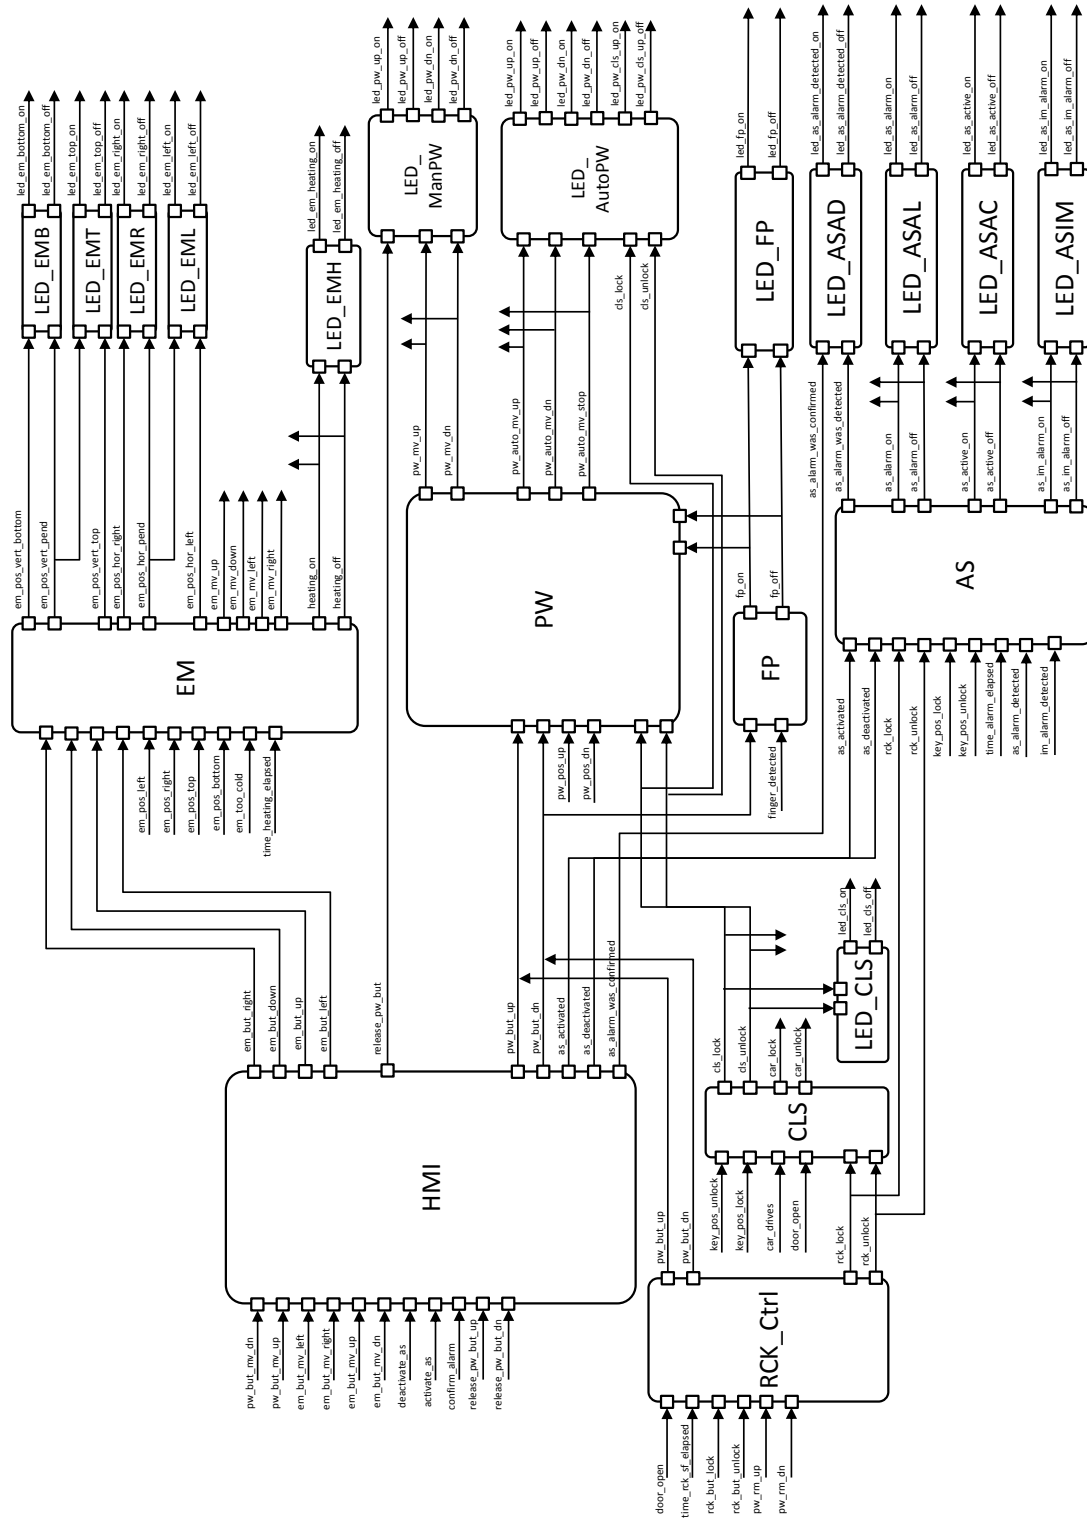 pw_but_mv_dn
pw_but_mv_up
em_but_mv_left
em_but_mv_right
em_but_mv_up
em_but_mv_dn
deactivate_as
activate_as
confirm_alarm
release_pw_but_up
release_pw_but_dn
HMI
em_but_right
em_but_down
em_but_up
em_but_left
release_pw_but
pw_but_up
pw_but_dn
as_activated
as_deactivated
as_alarm_was_confirmed
door_open
time_rck_sf_elapsed
rck_but_lock
rck_but_unlock
pw_rm_up
pw_rm_dn
RCK_Ctrl
pw_but_up
pw_but_dn
rck_lock
rck_unlock
key_pos_unlock
key_pos_lock
car_drives
door_open
CLS
cls_lock
cls_unlock
car_lock
car_unlock
LED_CLS
led_cls_on
led_cls_off
em_pos_left
em_pos_right
em_pos_top
em_pos_bottom
em_too_cold
time_heating_elapsed
EM
em_pos_vert_bottom
em_pos_vert_pend
em_pos_vert_top
em_pos_hor_right
em_pos_hor_pend
em_pos_hor_left
em_mv_up
em_mv_down
em_mv_left
em_mv_right
heating_on
heating_off
LED_EMB
LED_EMT
LED_EMR
LED_EML
led_em_bottom_on
led_em_bottom_off
led_em_top_on
led_em_top_off
led_em_right_on
led_em_right_off
led_em_left_on
led_em_left_off
LED_EMH
led_em_heating_on
led_em_heating_off
pw_pos_up
pw_pos_dn
PW
pw_mv_up
pw_mv_dn
pw_auto_mv_up
pw_auto_mv_dn
pw_auto_mv_stop
cls_lock
cls_unlock
LED_
ManPW
led_pw_up_on
led_pw_up_off
led_pw_dn_on
led_pw_dn_off
LED_
AutoPW
led_pw_up_on
led_pw_up_off
led_pw_dn_on
led_pw_dn_off
led_pw_cls_up_on
led_pw_cls_up_off
finger_detected
FP
fp_on
fp_off
LED_FP
led_fp_on
led_fp_off
as_activated
as_deactivated
rck_lock
rck_unlock
key_pos_lock
key_pos_unlock
time_alarm_elapsed
as_alarm_detected
im_alarm_detected
AS
as_alarm_was_confirmed
as_alarm_was_detected
as_alarm_on
as_alarm_off
as_active_on
as_active_off
as_im_alarm_on
as_im_alarm_off
LED_ASAD
led_as_alarm_detected_on
led_as_alarm_detected_off
LED_ASAL
led_as_alarm_on
led_as_alarm_off
LED_ASAC
led_as_active_on
led_as_active_off
LED_ASIM
led_as_im_alarm_on
led_as_im_alarm_off